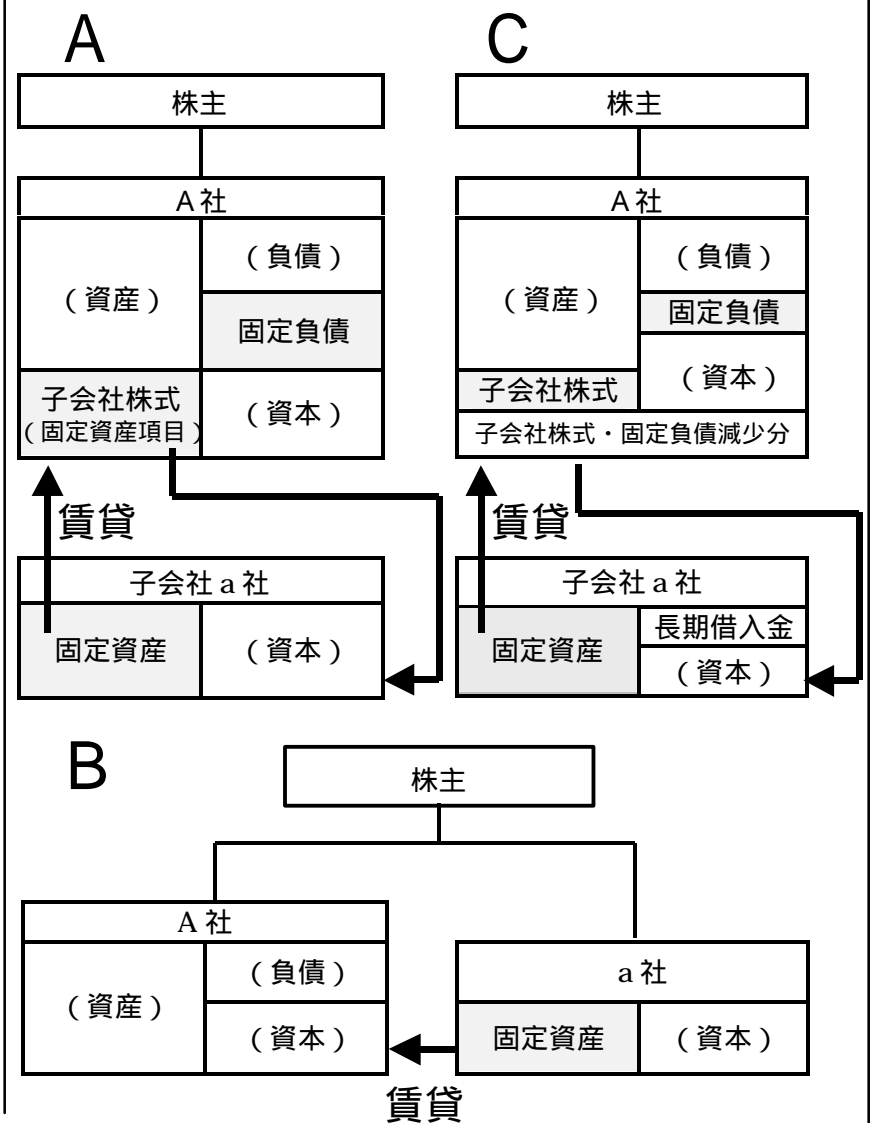 A
株主
A社
(資産)
(負債)
固定負債
子会社株式
(固定資産項目)
(資本)
賃貸
子会社a社
固定資産
(資本)
C
株主
A社
(資産)
(負債)
固定負債
子会社株式
(資本)
子会社株式・固定負債減少分
賃貸
子会社a社
固定資産
長期借入金
(資本)
B
株主
A社
(資産)
(負債)
(資本)
a社
固定資産
(資本)
賃貸